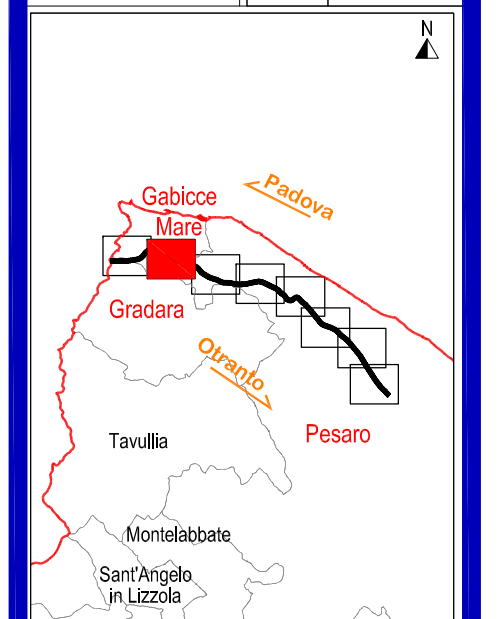 N
Padova
Gabicce
Mare
Gradara
Otranto
Pesaro
Tavullia
Montelabbate
Sant'Angelo
in Lizzola